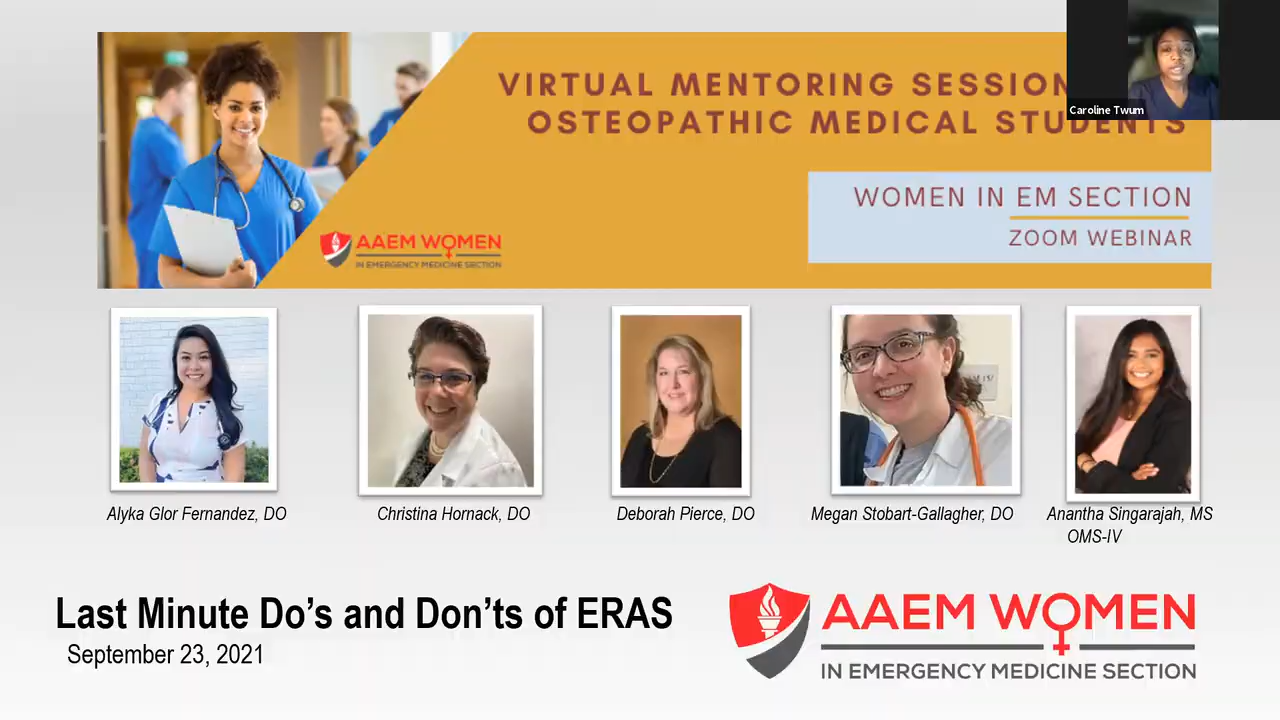 VIRTUAL MENTORING SESSION
OSTEOPATHIC MEDICAL STUDENTS
Caroline Twum
WOMEN IN EM SECTION
ZOOM WEBINAR
AAEM WOMEN
IN EMERGENCY MEDICINE SECTION
Alyka Glor Fernandez, DO
Christina Hornack, DO
Deborah Pierce, DO
Megan Stobart-Gallagher, DO
Anantha Singarajah, MS
OMS-IV
Last Minute Do's and Don'ts of ERAS
September 23, 2021
AAEM WOMEN
IN EMERGENCY MEDICINE SECTION